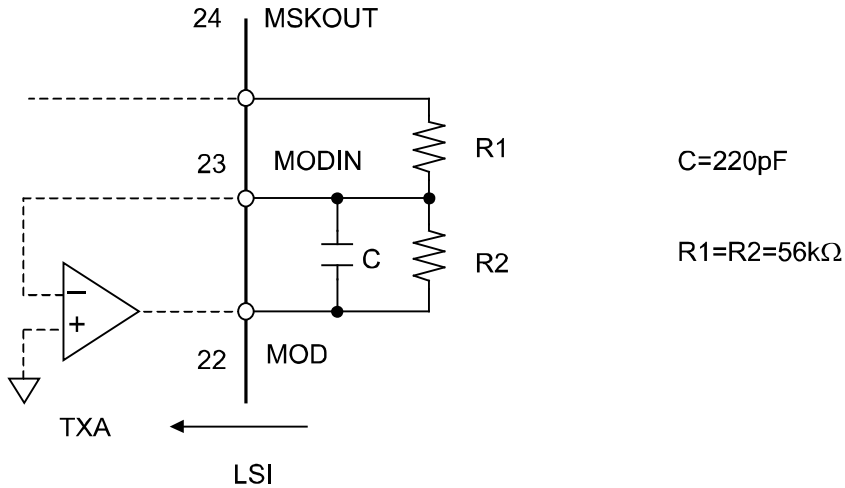 24 MSKOUT
R1
23 MODIN
C=220pF
C
R2
R1=R2=56kΩ
−
+
22 MOD
TXA
LSI